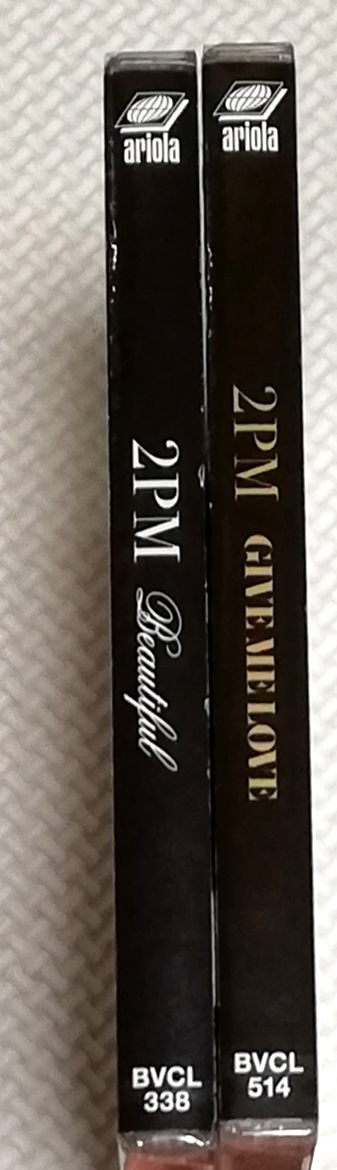 ariola
2PM Beautiful
BVCL
338
ariola
2PM GIVE ME LOVE
BVCL
514